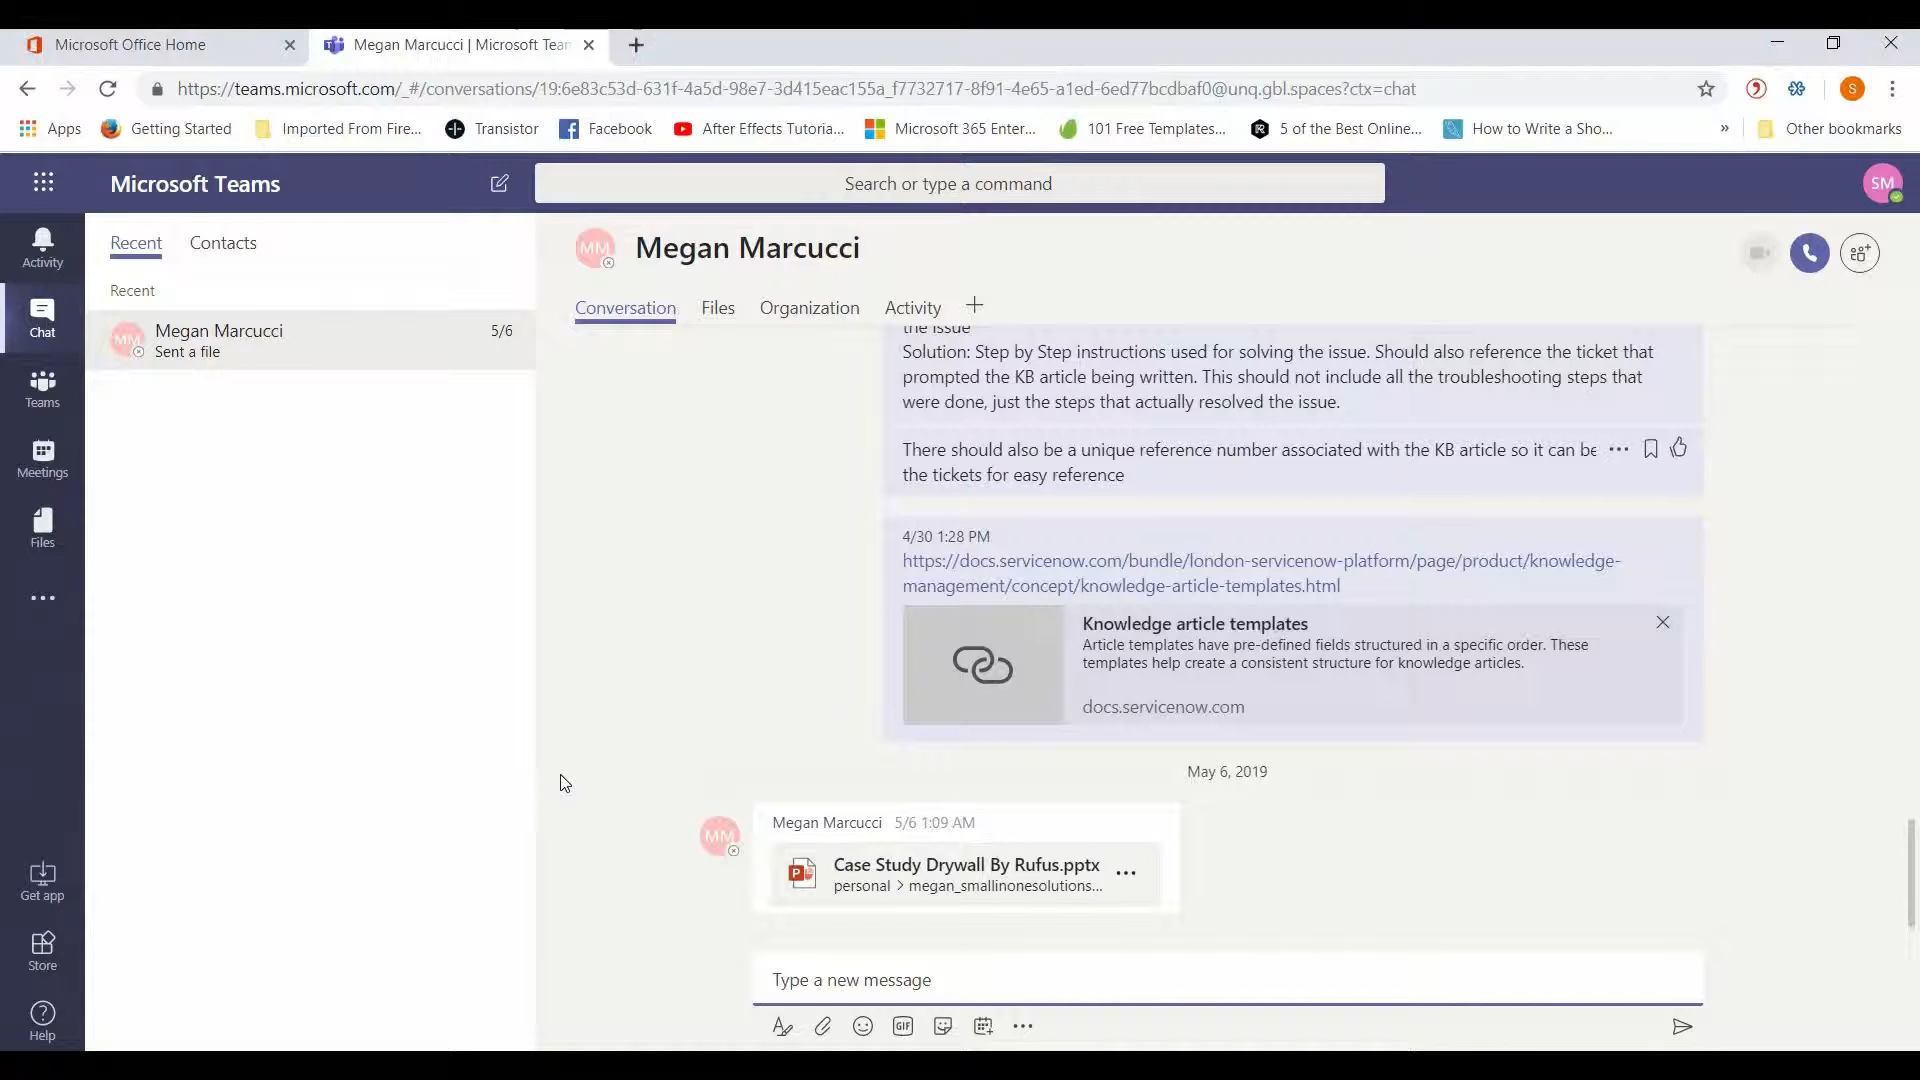 Microsoft Office Home
Megan Marcucci | Microsoft Tear
https://teams.microsoft.com/_#/conversations/19:6e83c53d-631f-4a5d-98e7-3d415eac155a_f7732717-8f91-4e65-a1ed-6ed77bcdbaf0@unq.gbl.spaces?ctx=chat
S
Apps
Getting Started
Imported From Fire...
Transistor
Facebook
After Effects Tutoria...
Microsoft 365 Enter...
101 Free Templates...
5 of the Best Online...
How to Write a Sho...
»
Other bookmarks
Microsoft Teams
Search or type a command
SM
Activity
Chat
Teams
Meetings
Files
Get app
Store
Help
Recent
Contacts
Recent
MM
Megan Marcucci
5/6
Sent a file
MM
Megan Marcucci
Conversation
Files
Organization
Activity
the issue
Solution: Step by Step instructions used for solving the issue. Should also reference the ticket that
prompted the KB article being written. This should not include all the troubleshooting steps that
were done, just the steps that actually resolved the issue.
There should also be a unique reference number associated with the KB article so it can be
the tickets for easy reference
4/30 1:28 PM
https://docs.servicenow.com/bundle/london-servicenow-platform/page/product/knowledge-
management/concept/knowledge-article-templates.html
Knowledge article templates
Article templates have pre-defined fields structured in a specific order. These
templates help create a consistent structure for knowledge articles.
docs.servicenow.com
May 6, 2019
MM
Megan Marcucci 5/6 1:09 AM
P
Case Study Drywall By Rufus.pptx
personal > megan_smallinonesolutions...
Type a new message
GIF